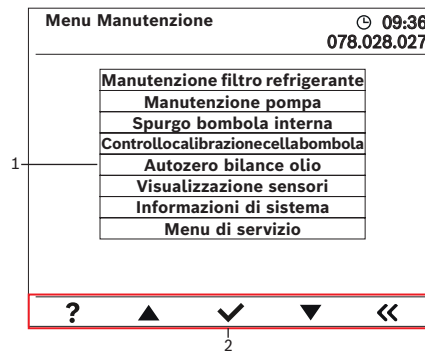 Menu Manutenzione 09:36
078.028.027
Manutenzione filtro refrigerante
Manutenzione pompa
Spurgo bombola interna
Controllocalibrazionecellabombola
1 Autozero bilance olio
Visualizzazione sensori
Informazioni di sistema
Menu di servizio
?
2